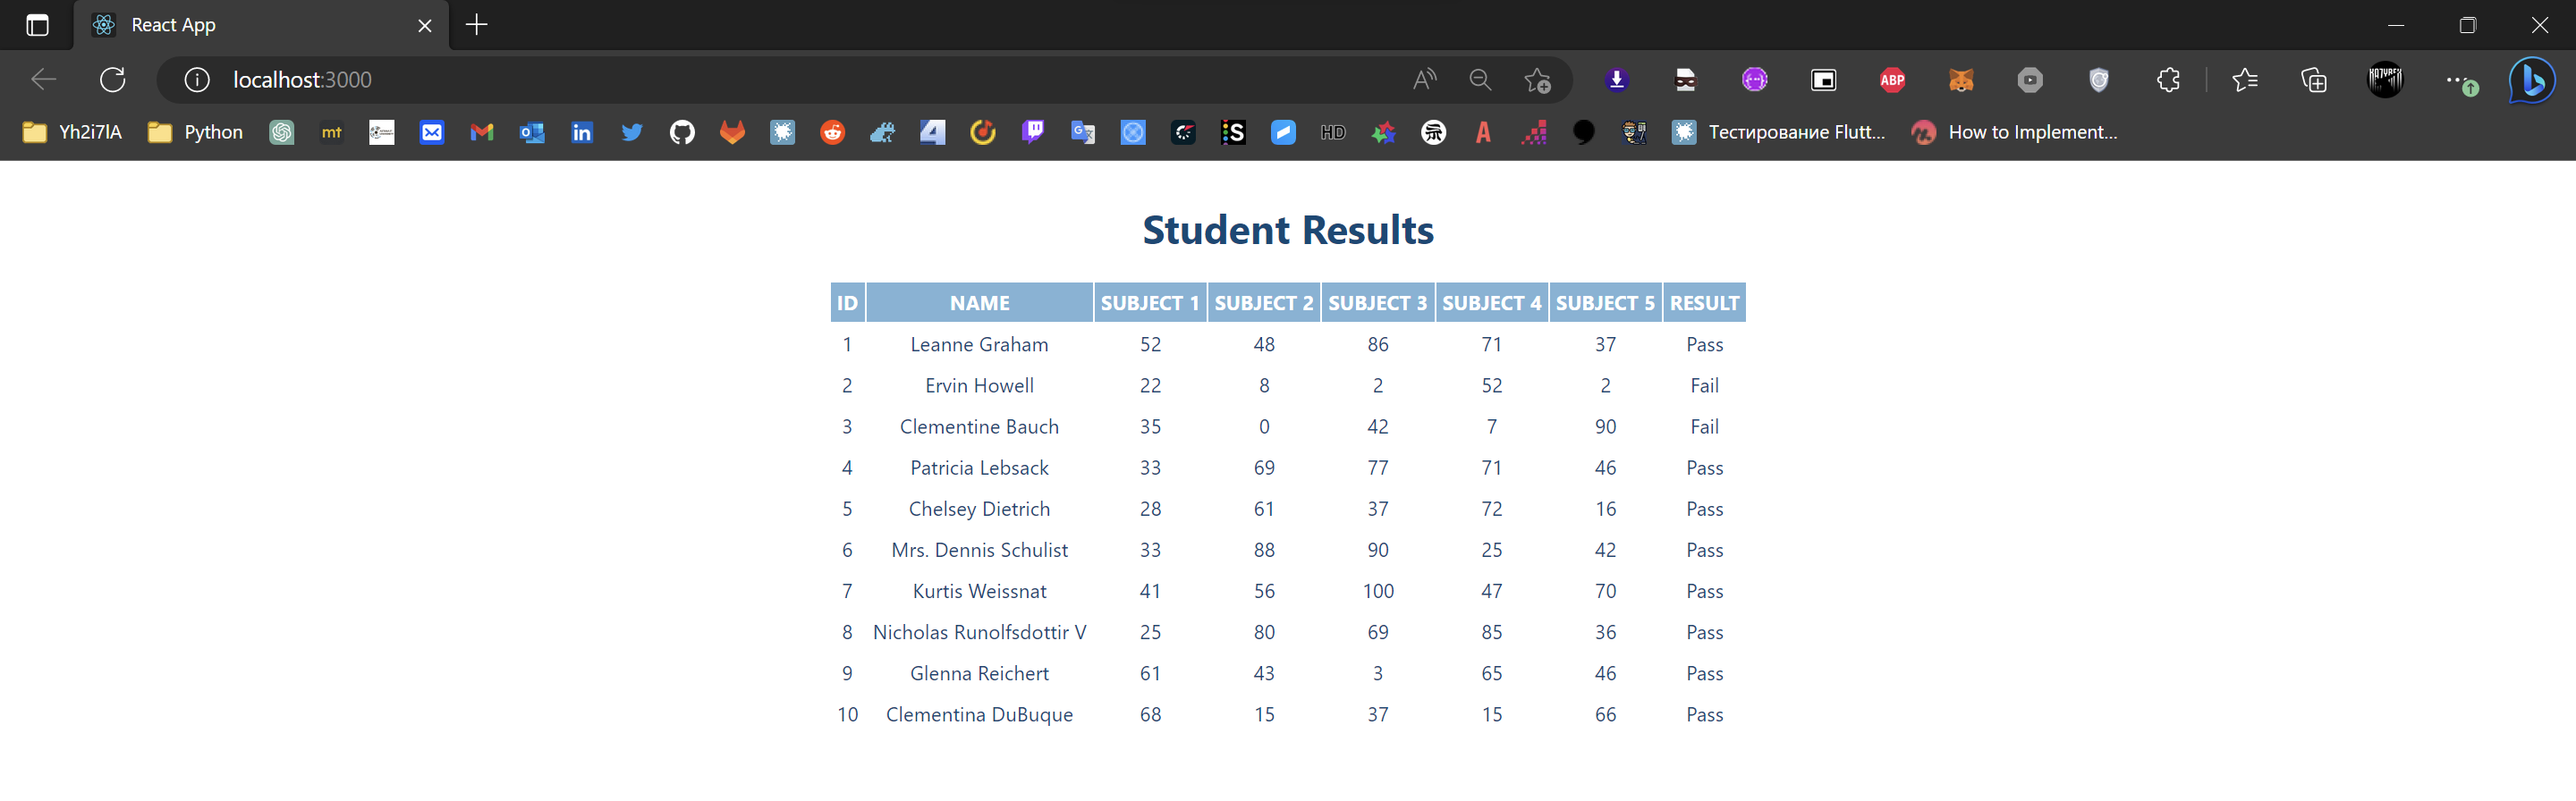 React App
localhost:3000
Yh2i7lA Python mt HD Тестирование Flutt... How to Implement...
ABP
Student Results
ID NAME SUBJECT 1 SUBJECT 2 SUBJECT 3 SUBJECT 4 SUBJECT 5 RESULT
1 Leanne Graham 52 48 86 71 37 Pass
2 Ervin Howell 22 8 2 52 2 Fail
3 Clementine Bauch 35 0 42 7 90 Fail
4 Patricia Lebsack 33 69 77 71 46 Pass
5 Chelsey Dietrich 28 61 37 72 16 Pass
6 Mrs. Dennis Schulist 33 88 90 25 42 Pass
7 Kurtis Weissnat 41 56 100 47 70 Pass
8 Nicholas Runolfsdottir V 25 80 69 85 36 Pass
9 Glenna Reichert 61 43 3 65 46 Pass
10 Clementina DuBuque 68 15 37 15 66 Pass